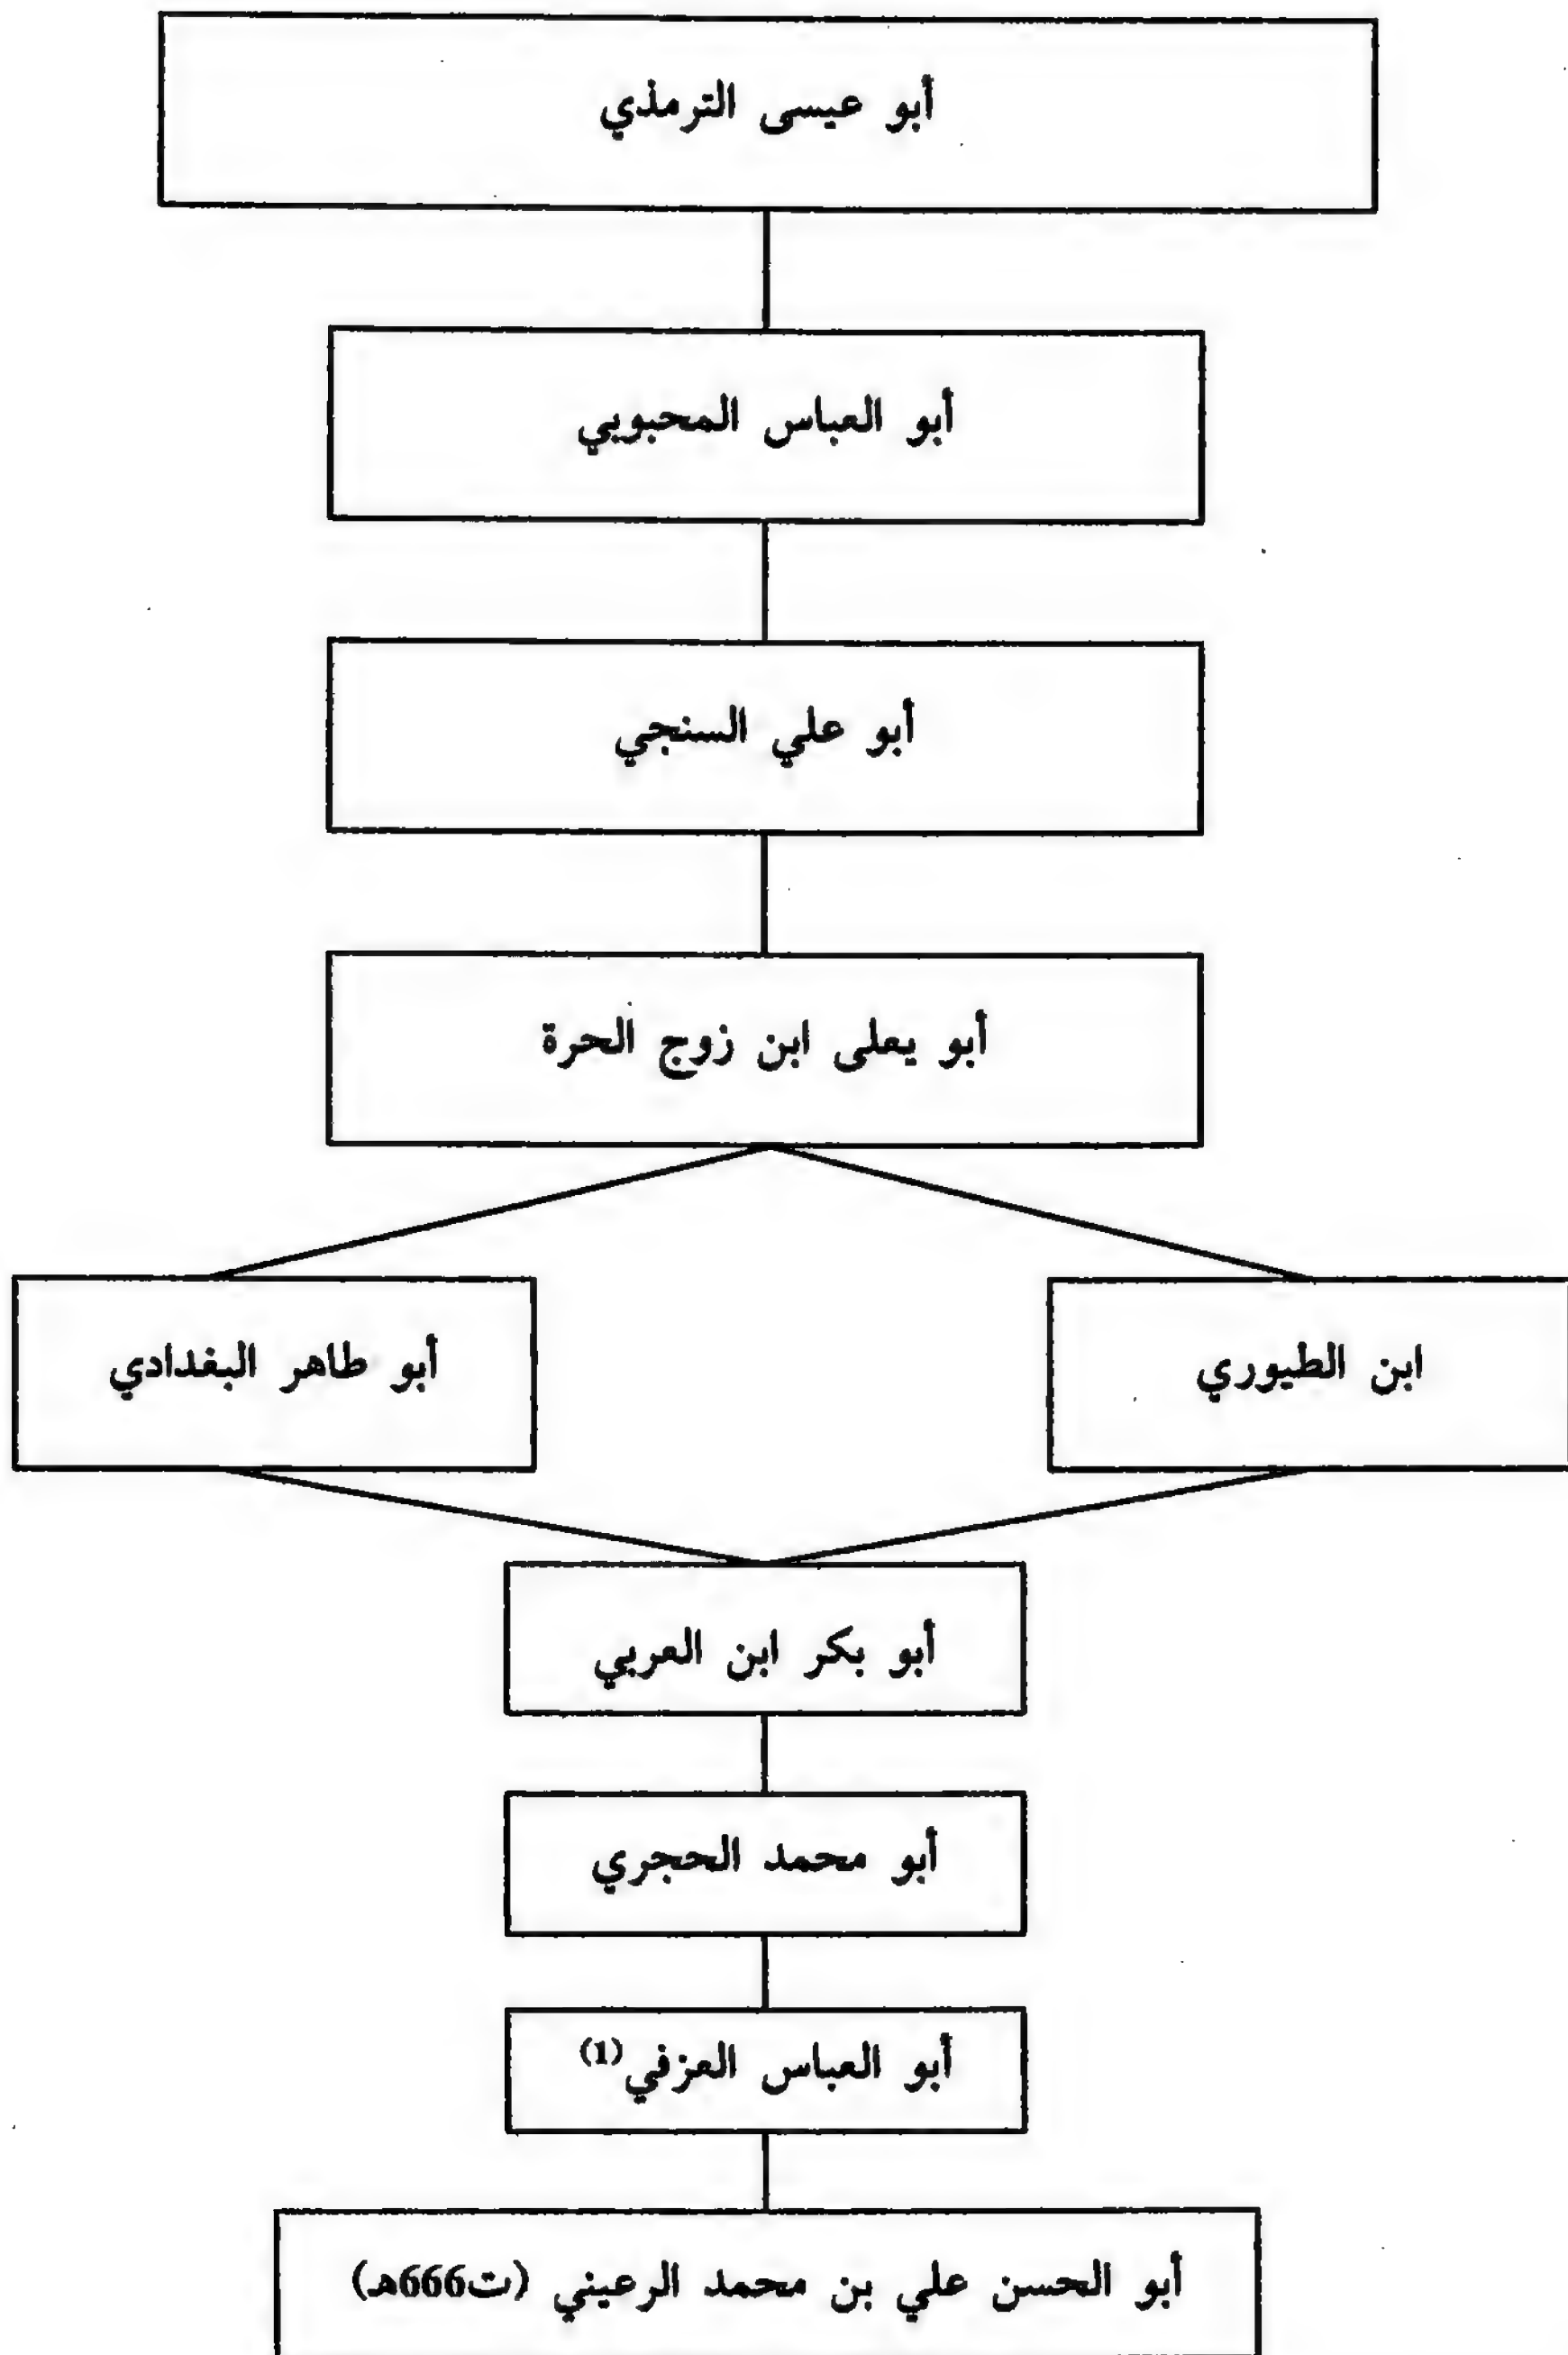 أبو عيسى الترمذي
أبو العباس المحبوبي
أبو علي السنجي
أبو يعلى ابن زوج الحرة
ابن الطيوري
أبو طاهر البغدادي
أبو بكر ابن العربي
أبو محمد الحجري
أبو العباس العزفي(1)
أبو الحسن علي بن محمد الرعيني (ت666هـ)